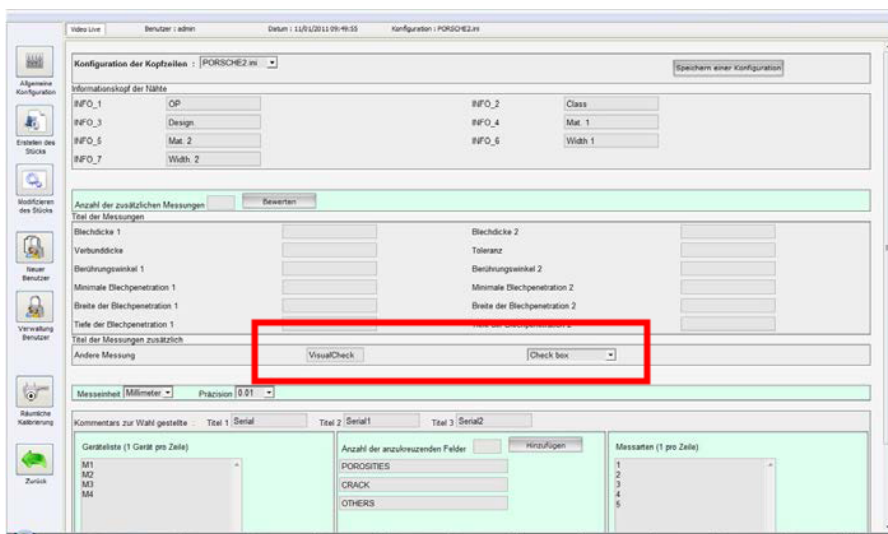 Video Live Benutzer : admin Datum : 11/01/2011 09:49:55 Konfiguration : PORSCHE2.ini
Konfiguration der Kopfzeilen : PORSCHE2.ini Speichern einer Konfiguration
Allgemeine Konfiguration
Informationskopf der Nähte
INFO_1 OP INFO_2 Class
INFO_3 Design INFO_4 Mat. 1
INFO_5 Mat. 2 INFO_6 Width 1
INFO_7 Width. 2
Erstellen des Stücks
Modifizieren des Stücks
Anzahl der zusätzlichen Messungen Bewerten
Titel der Messungen
Blechdicke 1 Blechdicke 2
Verbunddicke Toleranz
Berührungswinkel 1 Berührungswinkel 2
Neuer Benutzer
Minimale Blechpenetration 1 Minimale Blechpenetration 2
Breite der Blechpenetration 1 Breite der Blechpenetration 2
Tiefe der Blechpenetration 1
Verwaltung Benutzer
Titel der Messungen zusätzlich
Andere Messung VisualCheck Check box
Messeinheit Millimeter Präzision 0.01
Räumliche Kalibrierung
Kommentars zur Wahl gestellte : Titel 1 Serial Titel 2 Serial1 Titel 3 Serial2
Geräteliste (1 Gerät pro Zeile) Anzahl der anzukreuzenden Felder Hinzufügen Messarten (1 pro Zeile)
M1 POROSITIES 1
M2 2
M3 CRACK 3
M4 4
OTHERS 5
Zurück